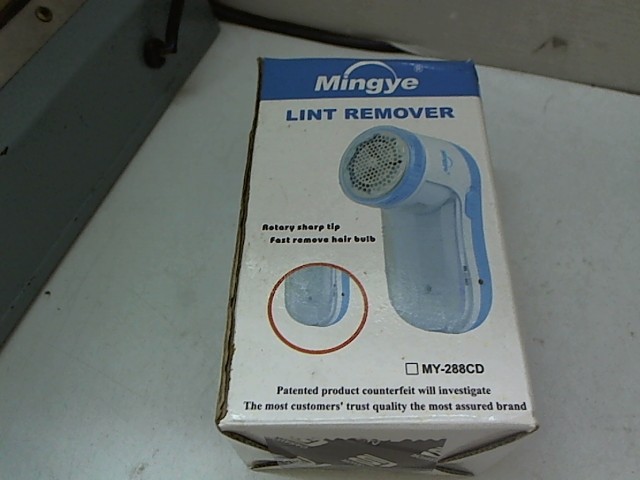 Mingye
LINT REMOVER
Rotary sharp tip
Fast remove hair bulb
MY-288CD
Patented product counterfeit will investigate
The most customers' trust quality the most assured brand